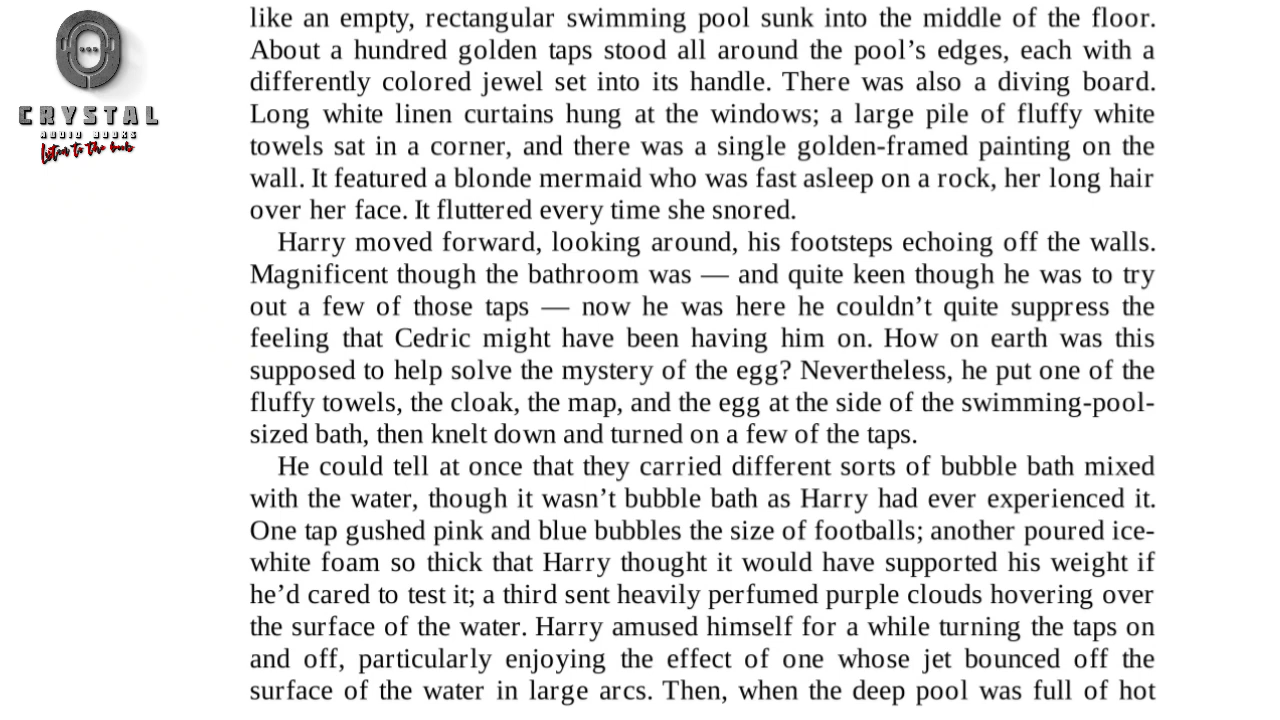 CRYSTAL
AUDIO BOOKS
Listen to the book
like an empty, rectangular swimming pool sunk into the middle of the floor.
About a hundred golden taps stood all around the pool’s edges, each with a
differently colored jewel set into its handle. There was also a diving board.
Long white linen curtains hung at the windows; a large pile of fluffy white
towels sat in a corner, and there was a single golden-framed painting on the
wall. It featured a blonde mermaid who was fast asleep on a rock, her long hair
over her face. It fluttered every time she snored.
Harry moved forward, looking around, his footsteps echoing off the walls.
Magnificent though the bathroom was — and quite keen though he was to try
out a few of those taps — now he was here he couldn’t quite suppress the
feeling that Cedric might have been having him on. How on earth was this
supposed to help solve the mystery of the egg? Nevertheless, he put one of the
fluffy towels, the cloak, the map, and the egg at the side of the swimming-pool-
sized bath, then knelt down and turned on a few of the taps.
He could tell at once that they carried different sorts of bubble bath mixed
with the water, though it wasn’t bubble bath as Harry had ever experienced it.
One tap gushed pink and blue bubbles the size of footballs; another poured ice-
white foam so thick that Harry thought it would have supported his weight if
he’d cared to test it; a third sent heavily perfumed purple clouds hovering over
the surface of the water. Harry amused himself for a while turning the taps on
and off, particularly enjoying the effect of one whose jet bounced off the
surface of the water in large arcs. Then, when the deep pool was full of hot